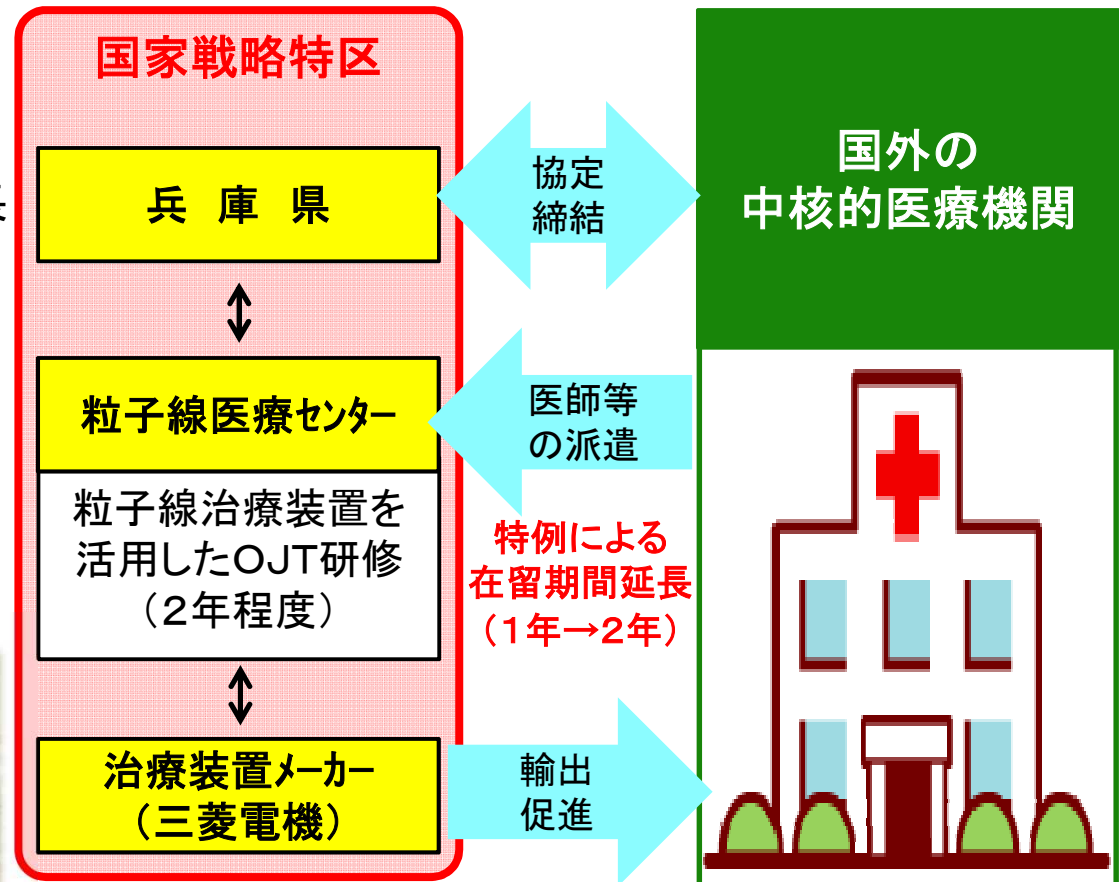 国家戦略特区
兵 庫 県
粒子線医療センター
粒子線治療装置を
活用したOJT研修
（2年程度）
治療装置メーカー
（三菱電機）
協定
締結
医師等
の派遣
特例による
在留期間延長
（1年→2年）
輸出
促進
国外の
中核的医療機関